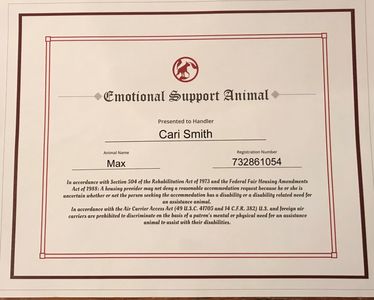 Emotional Support Animal
Presented to Handler
Cari Smith
Animal Name
Registration Number
Max
732861054
In accordance with Section 504 of the Rehabilitation Act of 1973 and the Federal Fair Housing Amendments
Act of 1988: A housing provider may not deny a reasonable accommodation request because he or she is
uncertain whether or not the person seeking the accommodation has a disability or a disability related need for
an assistance animal.
In accordance with the Air Carrier Access Act (49 U.S.C. 41705 and 14 C.F.R. 382) U.S. and foreign air
carriers are prohibited to discriminate on the basis of a patron's mental or physical need for an assistance
animal to assist with their disabilities.